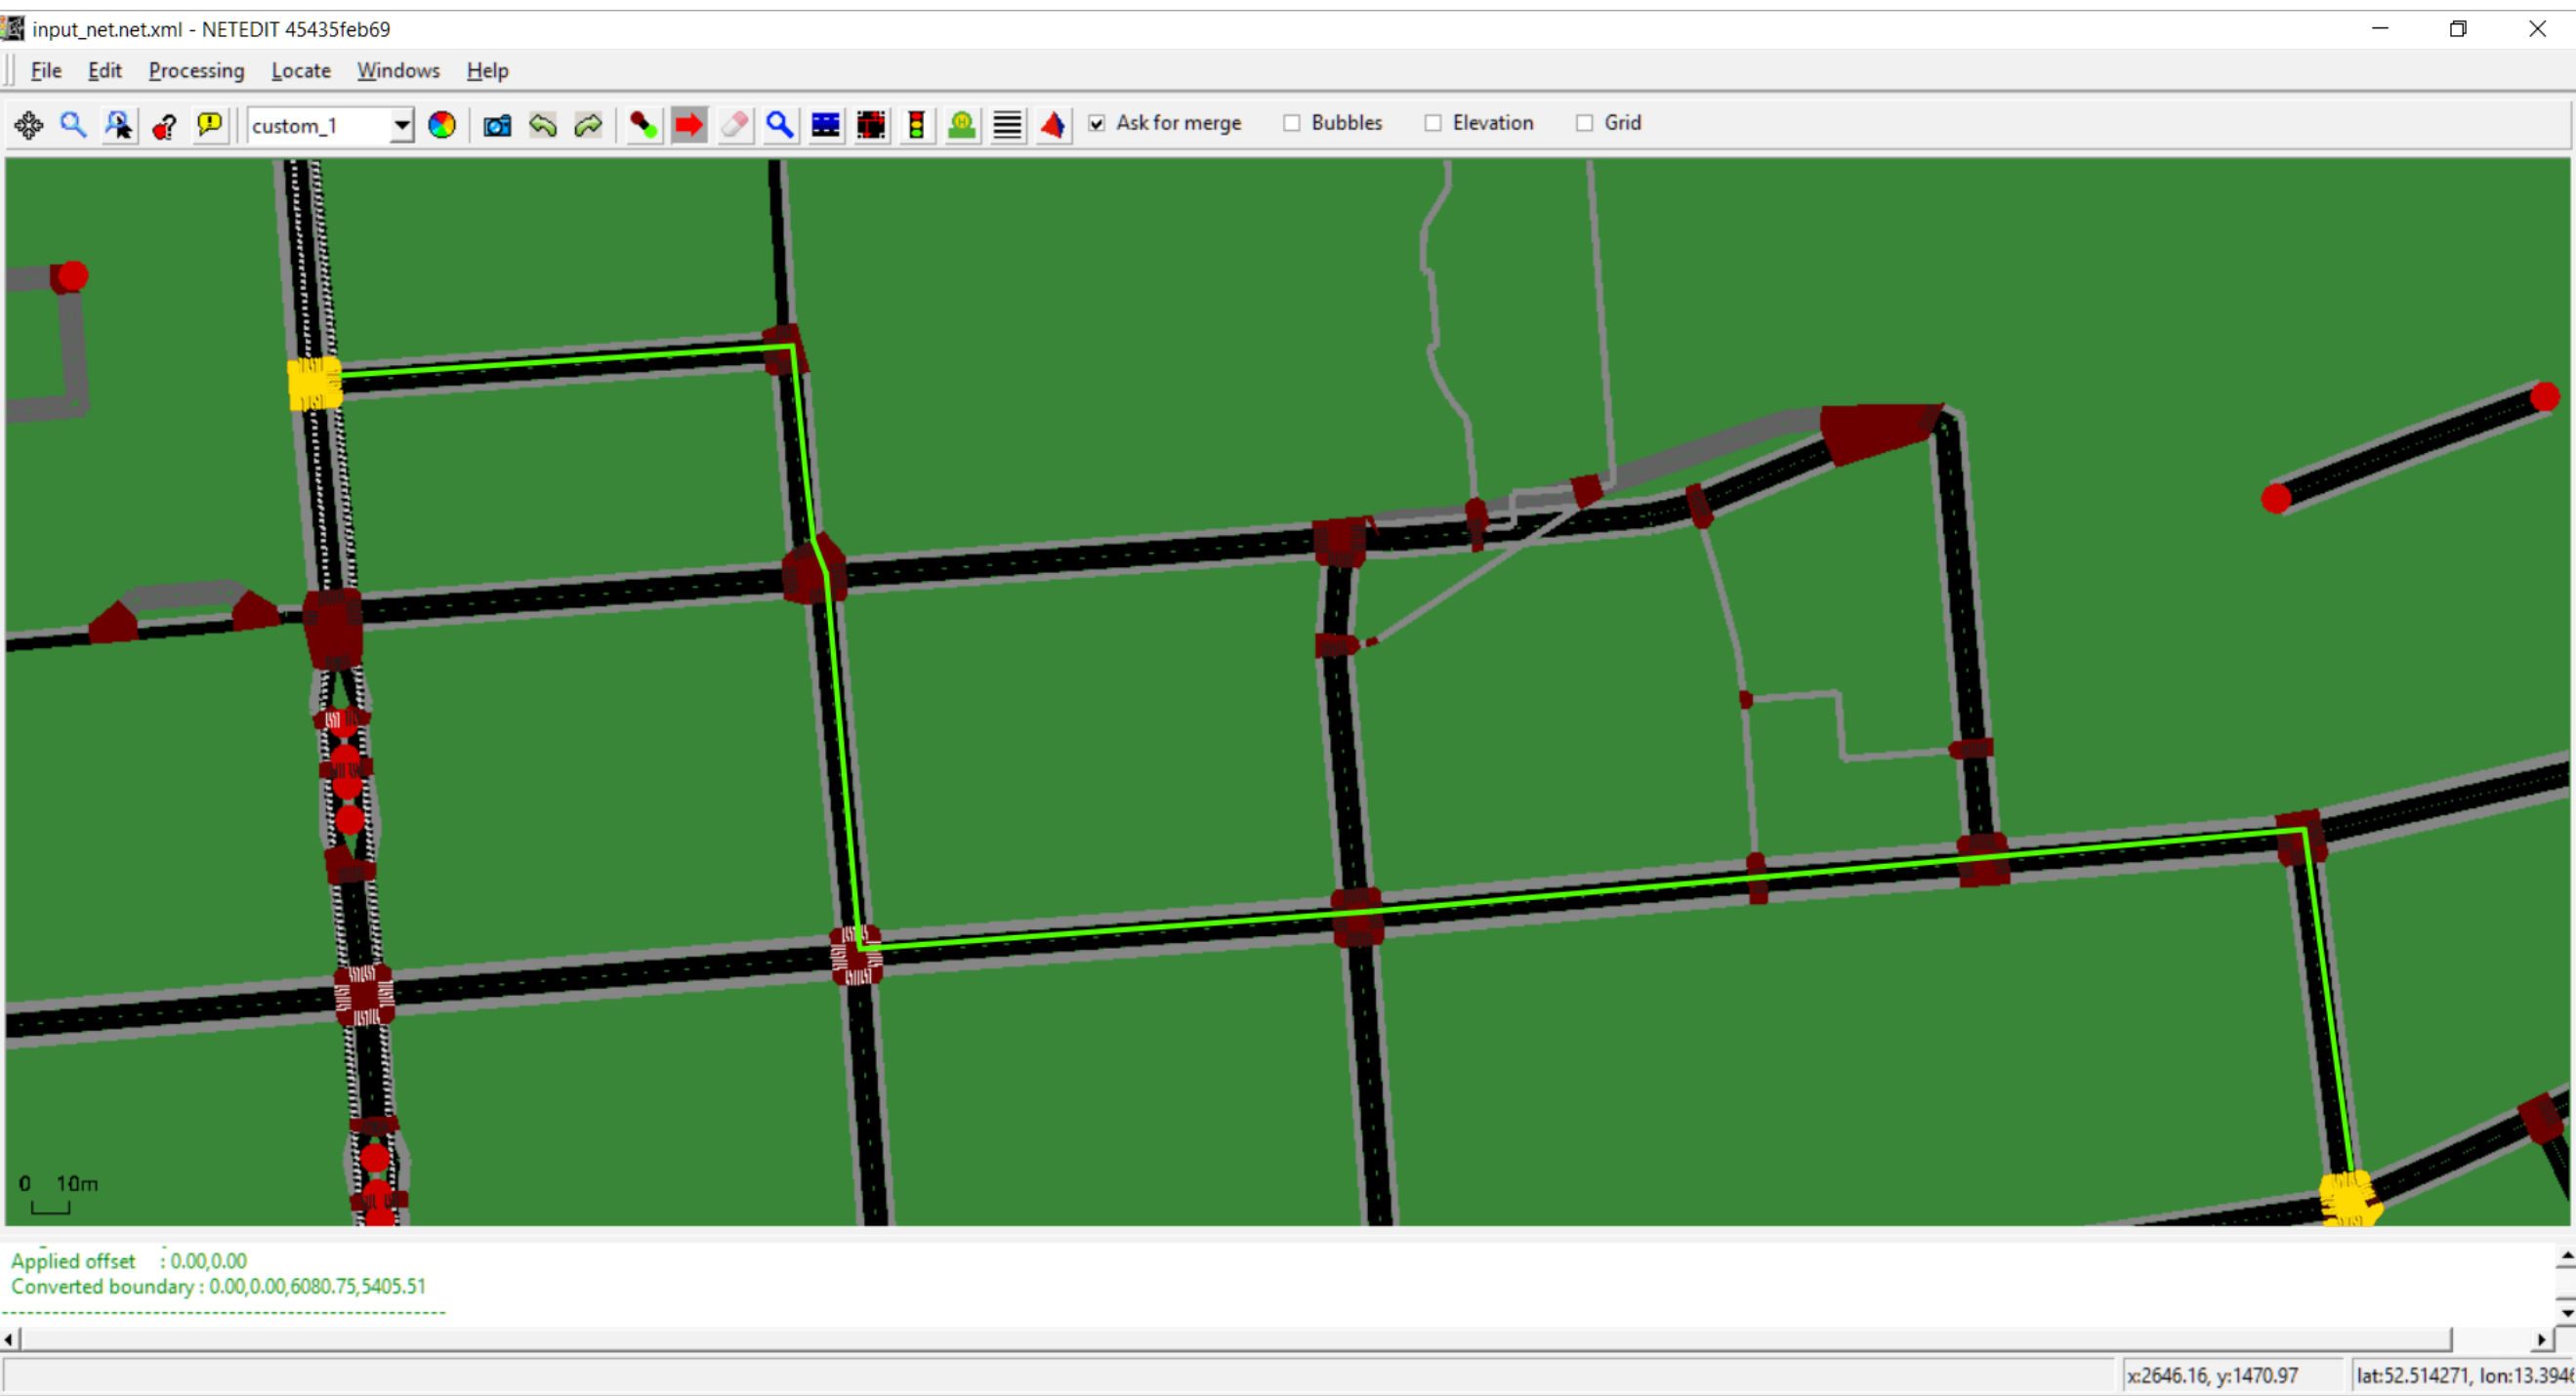 input_net.net.xml - NETEDIT 45435feb69
File Edit Processing Locate Windows Help
custom_1 Ask for merge Bubbles Elevation Grid
0 10m
Applied offset : 0.00,0.00
Converted boundary : 0.00,0.00,6080.75,5405.51
-----------------------------------------------------
x:2646.16, y:1470.97 lat:52.514271, lon:13.394